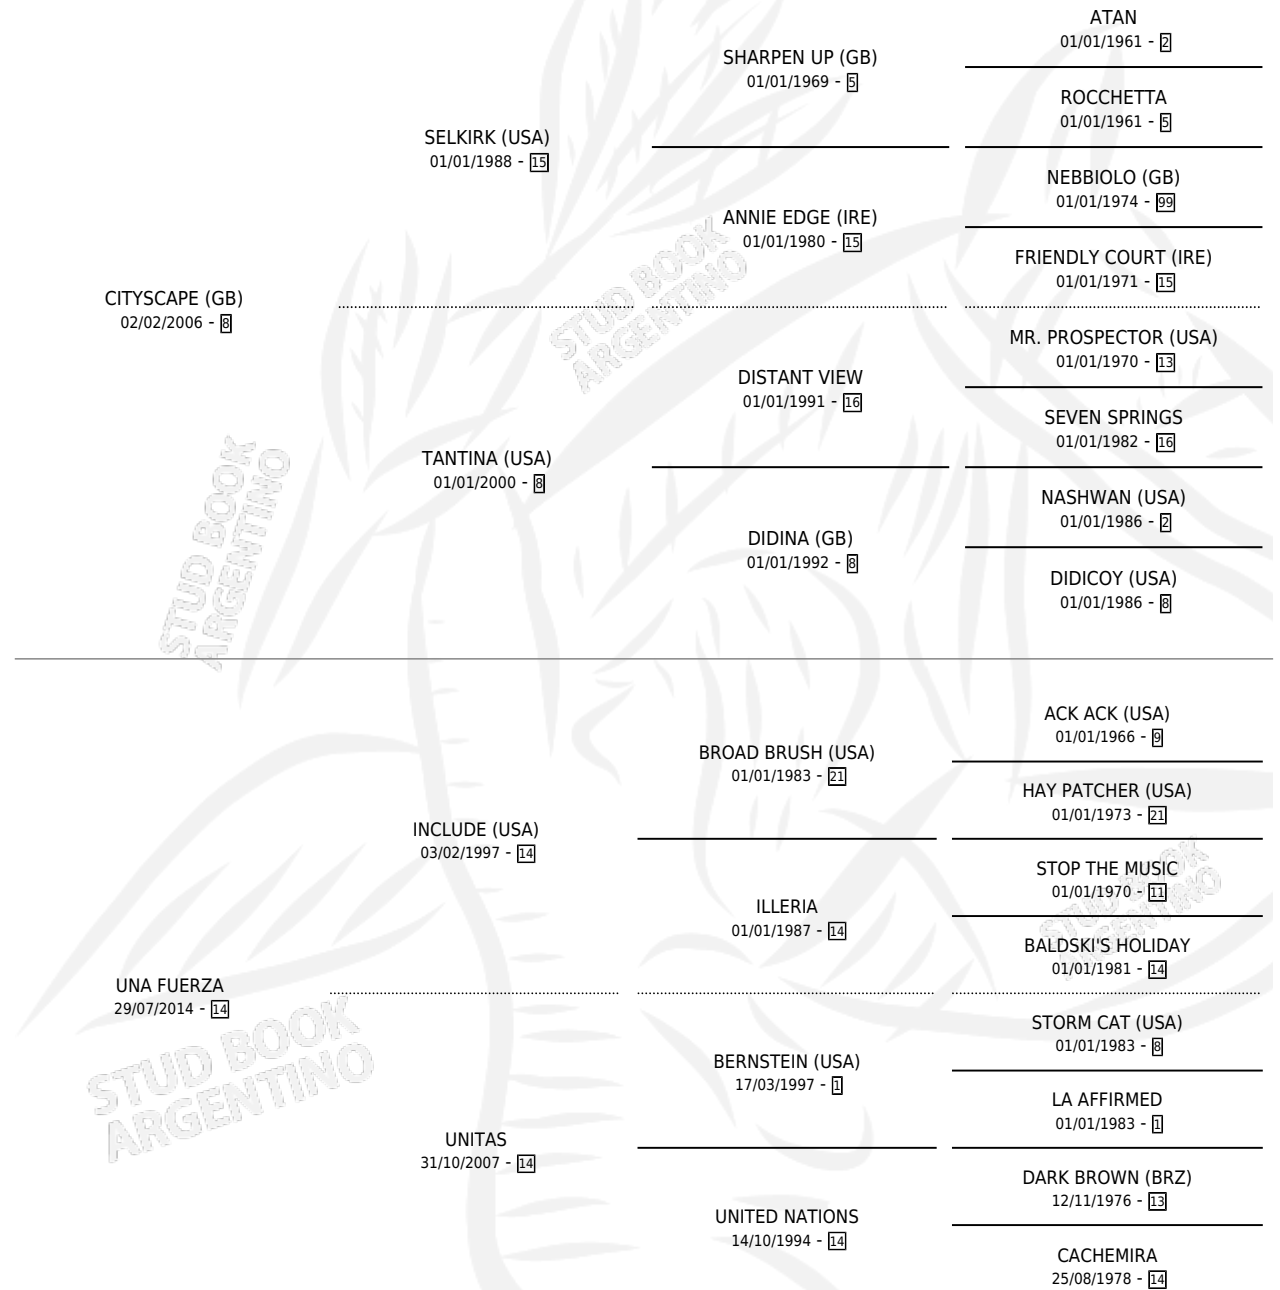 ATAN
01/01/1961 - 2
SHARPEN UP (GB)
01/01/1969 - 5
ROCCHETTA
01/01/1961 - 5
SELKIRK (USA)
01/01/1988 - 15
NEBBIOLO (GB)
01/01/1974 - 99
ANNIE EDGE (IRE)
01/01/1980 - 15
FRIENDLY COURT (IRE)
01/01/1971 - 15
CITYSCAPE (GB)
02/02/2006 - 8
STUD BOOK
ARGENTINO
MR. PROSPECTOR (USA)
01/01/1970 - 13
DISTANT VIEW
01/01/1991 - 16
SEVEN SPRINGS
01/01/1982 - 16
TANTINA (USA)
01/01/2000 - 8
NASHWAN (USA)
01/01/1986 - 2
DIDINA (GB)
01/01/1992 - 8
DIDICOY (USA)
01/01/1986 - 8
STUD BOOK
ARGENTINO
ACK ACK (USA)
01/01/1966 - 9
BROAD BRUSH (USA)
01/01/1983 - 21
HAY PATCHER (USA)
01/01/1973 - 21
INCLUDE (USA)
03/02/1997 - 14
STOP THE MUSIC
01/01/1970 - 11
ILLERIA
01/01/1987 - 14
STUD BOOK
ARGENTINO
BALDSKI'S HOLIDAY
01/01/1981 - 14
UNA FUERZA
29/07/2014 - 14
STUD BOOK
ARGENTINO
STORM CAT (USA)
01/01/1983 - 8
BERNSTEIN (USA)
17/03/1997 - 1
LA AFFIRMED
01/01/1983 - 1
UNITAS
31/10/2007 - 14
DARK BROWN (BRZ)
12/11/1976 - 13
UNITED NATIONS
14/10/1994 - 14
CACHEMIRA
25/08/1978 - 14